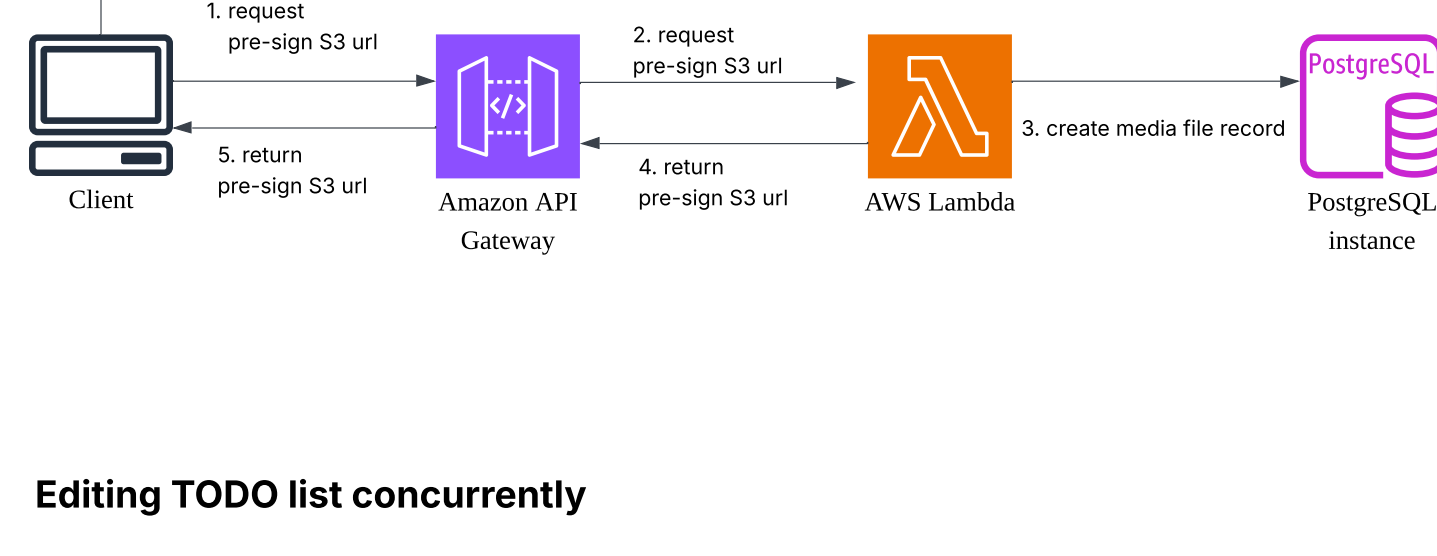 1. request
pre-sign S3 url
2. request
pre-sign S3 url
PostgreSQL
</>
3. create media file record
5. return
pre-sign S3 url
4. return
pre-sign S3 url
Client
Amazon API
Gateway
AWS Lambda
PostgreSQL
instance
Editing TODO list concurrently